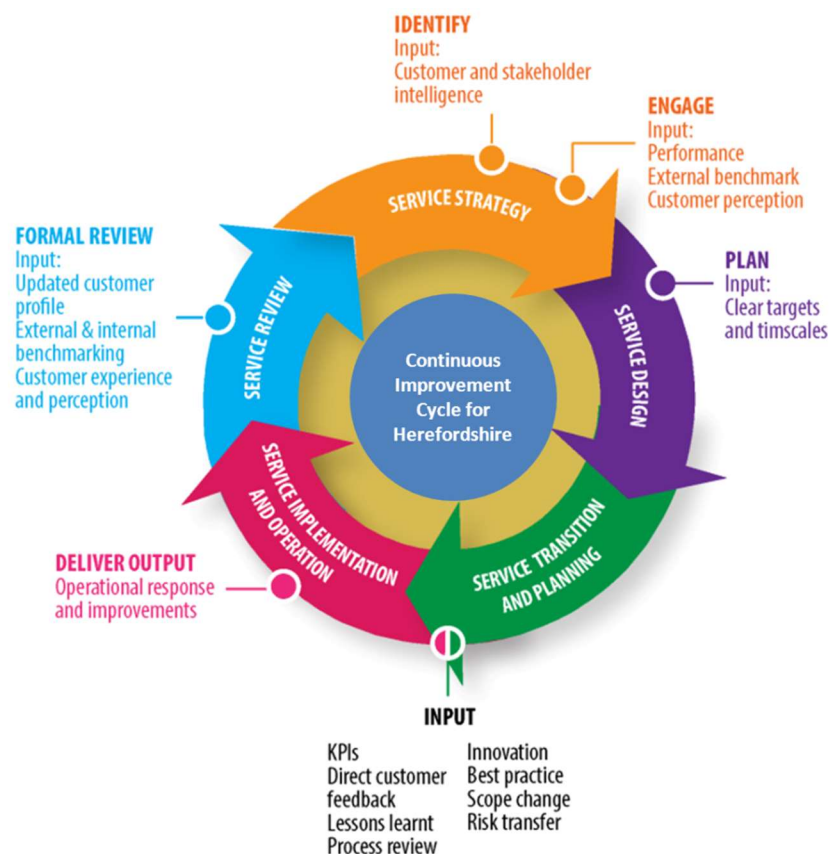 IDENTIFY
Input:
Customer and stakeholder
intelligence
ENGAGE
Input:
Performance
External benchmark
Customer perception
SERVICE STRATEGY
FORMAL REVIEW
Input:
Updated customer
profile
External & internal
benchmarking
Customer experience
and perception
PLAN
Input:
Clear targets
and timscales
SERVICE REVIEW
SERVICE DESIGN
Continuous
Improvement
Cycle for
Herefordshire
SERVICE IMPLEMENTATION
AND OPERATION
SERVICE TRANSITION
AND PLANNING
DELIVER OUTPUT
Operational response
and improvements
INPUT
KPIs
Direct customer
feedback
Lessons learnt
Process review
Innovation
Best practice
Scope change
Risk transfer